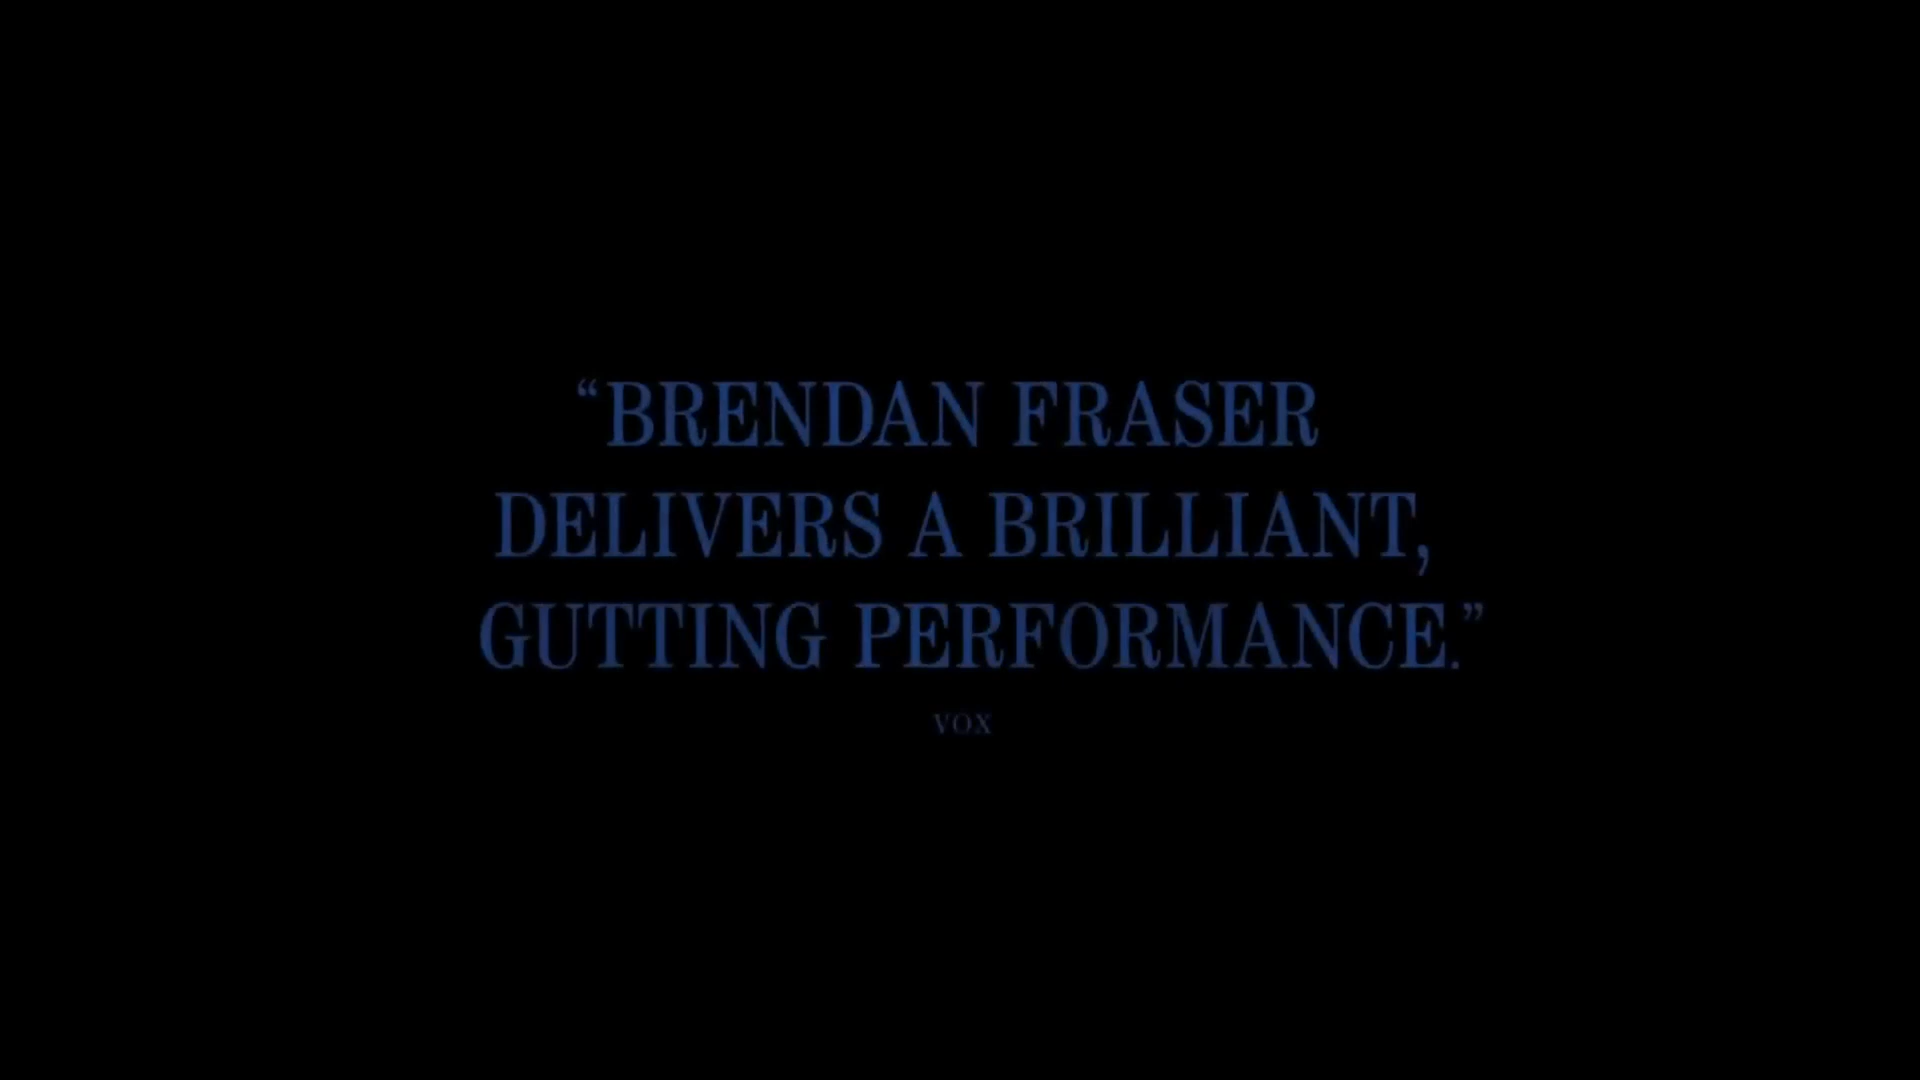 “BRENDAN FRASER
DELIVERS A BRILLIANT,
GUTTING PERFORMANCE.”
VOX